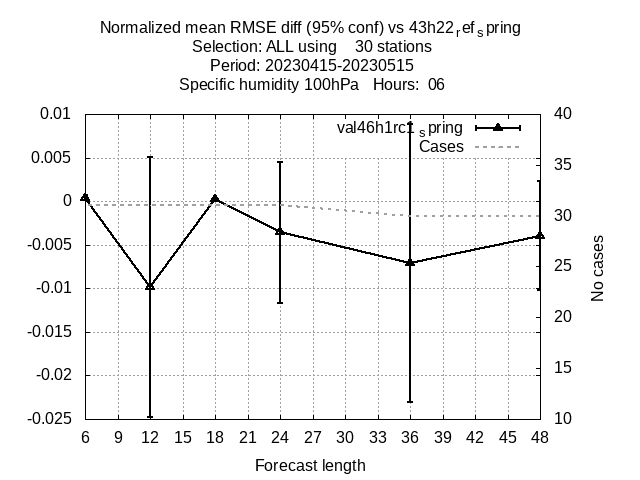 Normalized mean RMSE diff (95% conf) vs 43h22 r ef s pring
Selection: ALL using 30 stations
Period: 20230415-20230515
Specific humidity 100hPa Hours: 06
0.01
0.005
0
-0.005
-0.01
-0.015
-0.02
-0.025
val46h1rc1 s pring
Cases
40
35
30
25
20
15
10
No cases
6 9 12 15 18 21 24 27 30 33 36 39 42 45 48
Forecast length